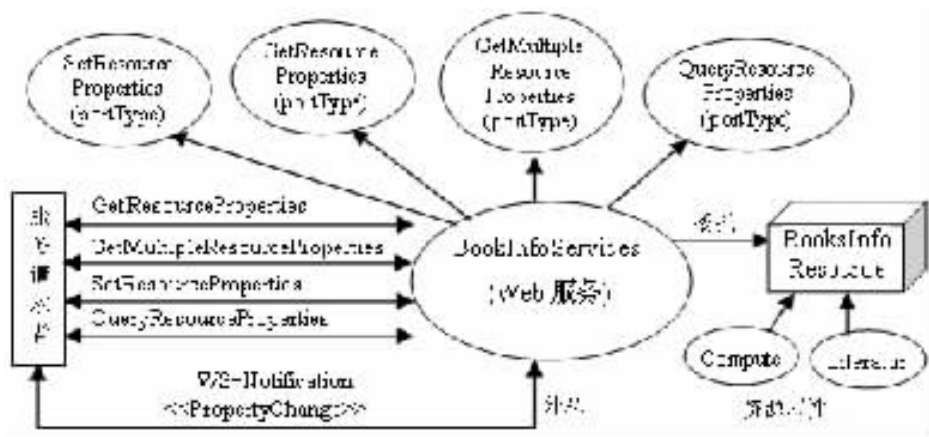 SetResource
Properties
(portType)
GetResource
Properties
(portType)
GetMultiple
Resource
Properties
(portType)
QueryResource
Properties
(portType)
GetResourceProperties
GetMultipleResourceProperties
SetResourceProperties
QueryResourceProperties
BookInfoServices
(Web 服务)
BooksInfo
Resource
Compute
WS-Notification
<<PropertyChange>>